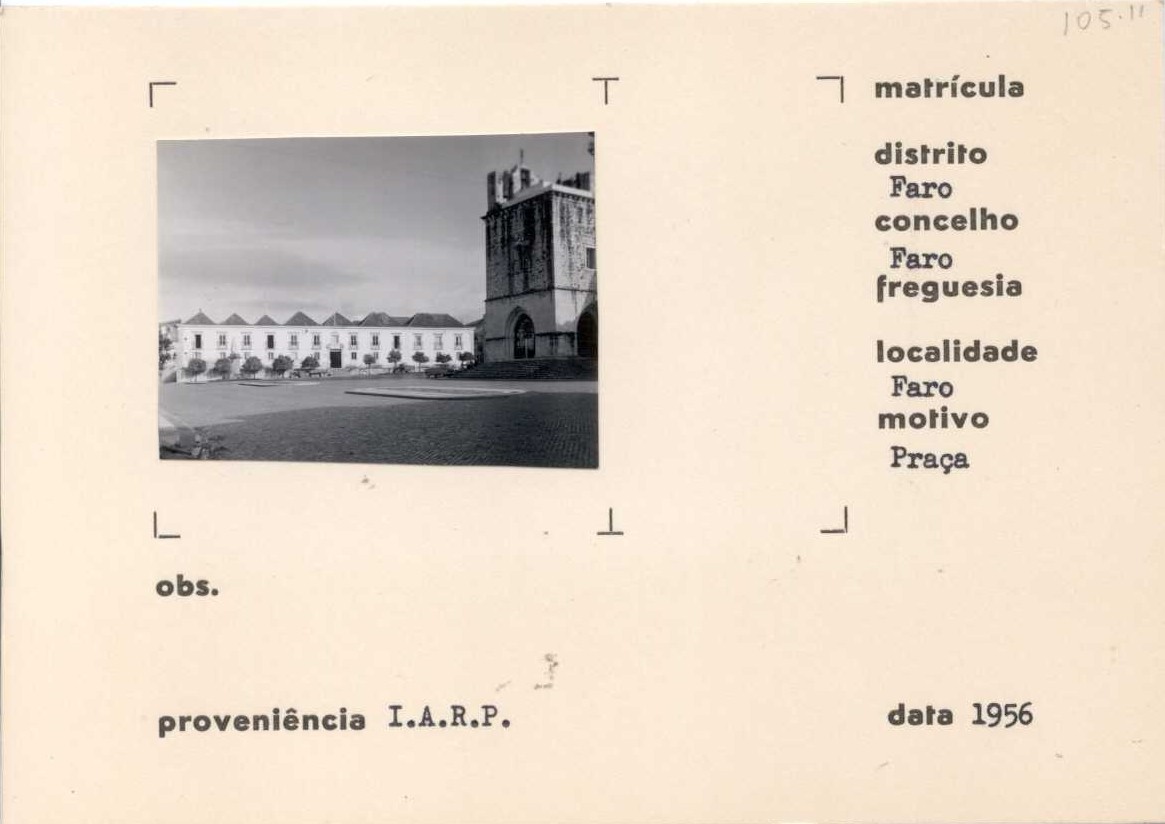 105.11
matrícula
distrito
Faro
concelho
Faro
freguesia
localidade
Faro
motivo
Praça
obs.
proveniência I.A.R.P.
data 1956